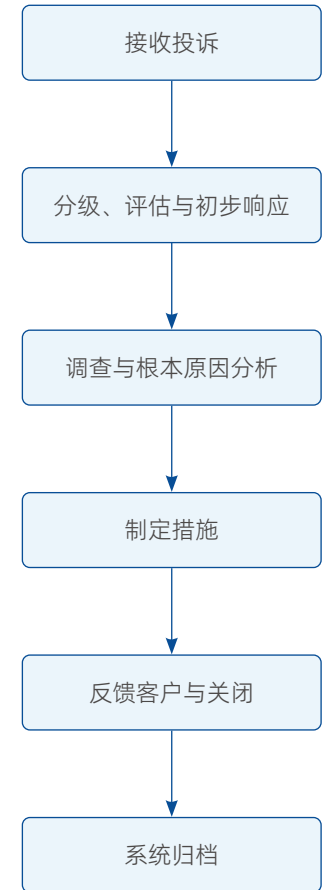 接收投诉
分级、评估与初步响应
调查与根本原因分析
制定措施
反馈客户与关闭
系统归档